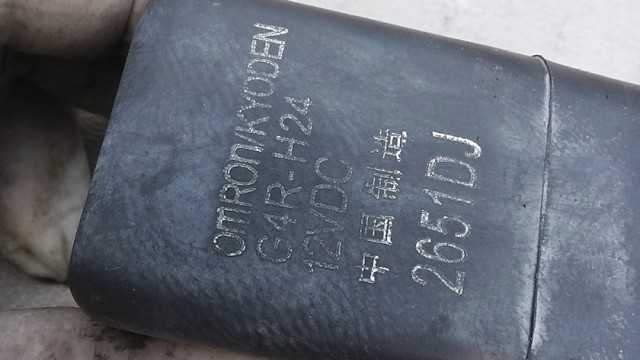 OMRON/KYODEN
G4R-H24
12VDC
中国制造
2651DJ